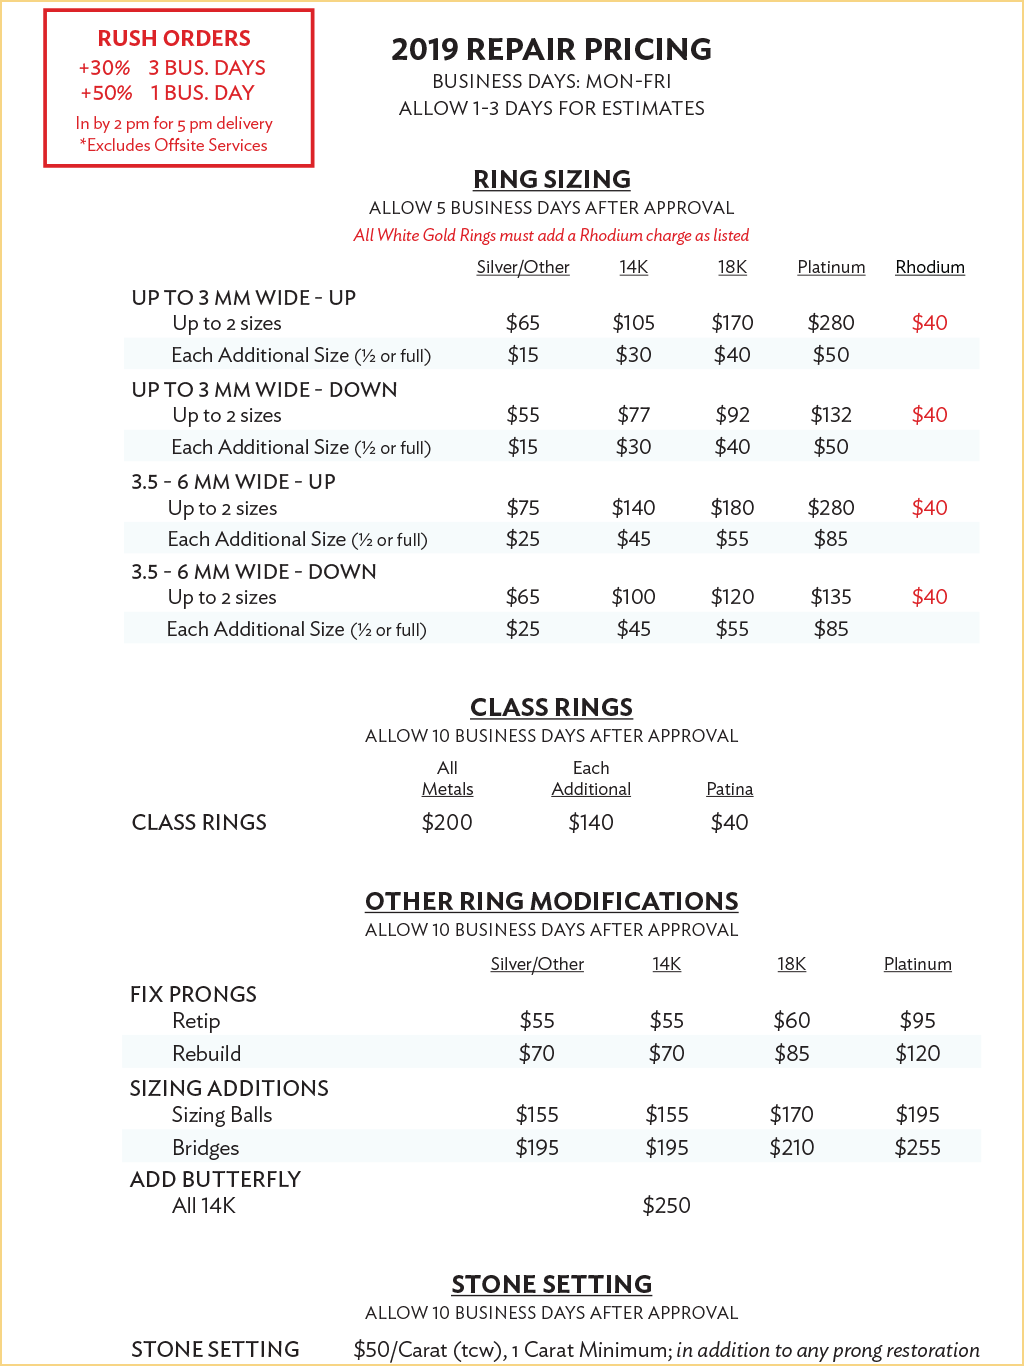 RUSH ORDERS
+30% 3 BUS. DAYS
+50% 1 BUS. DAY
In by 2 pm for 5 pm delivery
*Excludes Offsite Services
2019 REPAIR PRICING
BUSINESS DAYS: MON-FRI
ALLOW 1-3 DAYS FOR ESTIMATES
RING SIZING
ALLOW 5 BUSINESS DAYS AFTER APPROVAL
All White Gold Rings must add a Rhodium charge as listed
Silver/Other 14K 18K Platinum Rhodium
UP TO 3 MM WIDE - UP
Up to 2 sizes $65 $105 $170 $280 $40
Each Additional Size (½ or full) $15 $30 $40 $50
UP TO 3 MM WIDE - DOWN
Up to 2 sizes $55 $77 $92 $132 $40
Each Additional Size (½ or full) $15 $30 $40 $50
3.5 - 6 MM WIDE - UP
Up to 2 sizes $75 $140 $180 $280 $40
Each Additional Size (½ or full) $25 $45 $55 $85
3.5 - 6 MM WIDE - DOWN
Up to 2 sizes $65 $100 $120 $135 $40
Each Additional Size (½ or full) $25 $45 $55 $85
CLASS RINGS
ALLOW 10 BUSINESS DAYS AFTER APPROVAL
All Each
Metals Additional Patina
CLASS RINGS $200 $140 $40
OTHER RING MODIFICATIONS
ALLOW 10 BUSINESS DAYS AFTER APPROVAL
Silver/Other 14K 18K Platinum
FIX PRONGS
Retip $55 $55 $60 $95
Rebuild $70 $70 $85 $120
SIZING ADDITIONS
Sizing Balls $155 $155 $170 $195
Bridges $195 $195 $210 $255
ADD BUTTERFLY
All 14K $250
STONE SETTING
ALLOW 10 BUSINESS DAYS AFTER APPROVAL
STONE SETTING $50/Carat (tcw), 1 Carat Minimum; in addition to any prong restoration